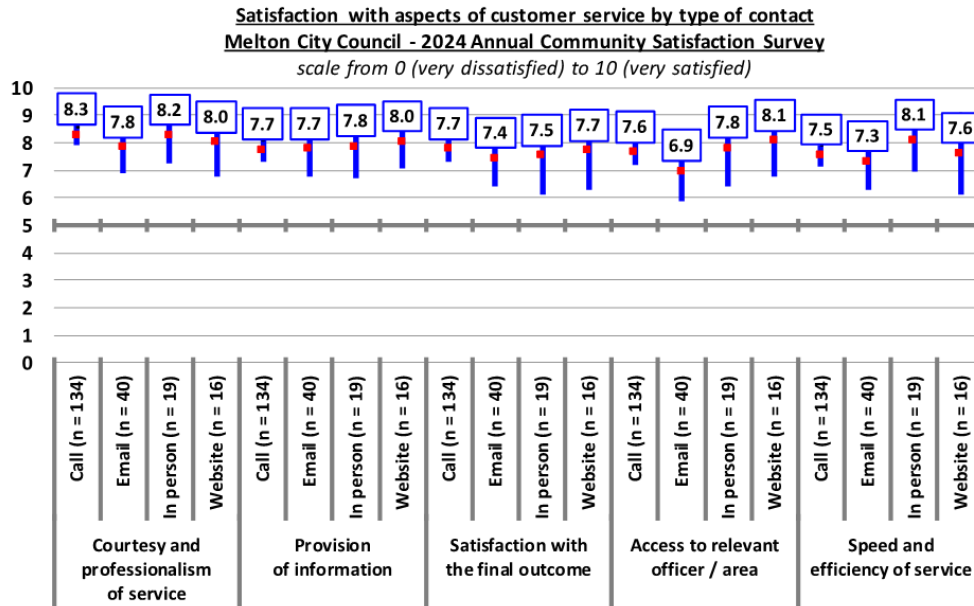 Satisfaction with aspects of customer service by type of contact
Melton City Council - 2024 Annual Community Satisfaction Survey
scale from 0 (very dissatisfied) to 10 (very satisfied)
10
9
8
7
6
5
4
3
2
1
0
8.3
7.8
8.2
8.0
7.7
7.7
7.8
8.0
7.7
7.4
7.5
7.7
7.6
6.9
7.8
8.1
7.5
7.3
8.1
7.6
Call (n = 134)
Email (n = 40)
In person (n = 19)
Website (n = 16)
Call (n = 134)
Email (n = 40)
In person (n = 19)
Website (n = 16)
Call (n = 134)
Email (n = 40)
In person (n = 19)
Website (n = 16)
Call (n = 134)
Email (n = 40)
In person (n = 19)
Website (n = 16)
Call (n = 134)
Email (n = 40)
In person (n = 19)
Website (n = 16)
Courtesy and
professionalism
of service
Provision
of information
Satisfaction with
the final outcome
Access to relevant
officer / area
Speed and
efficiency of service